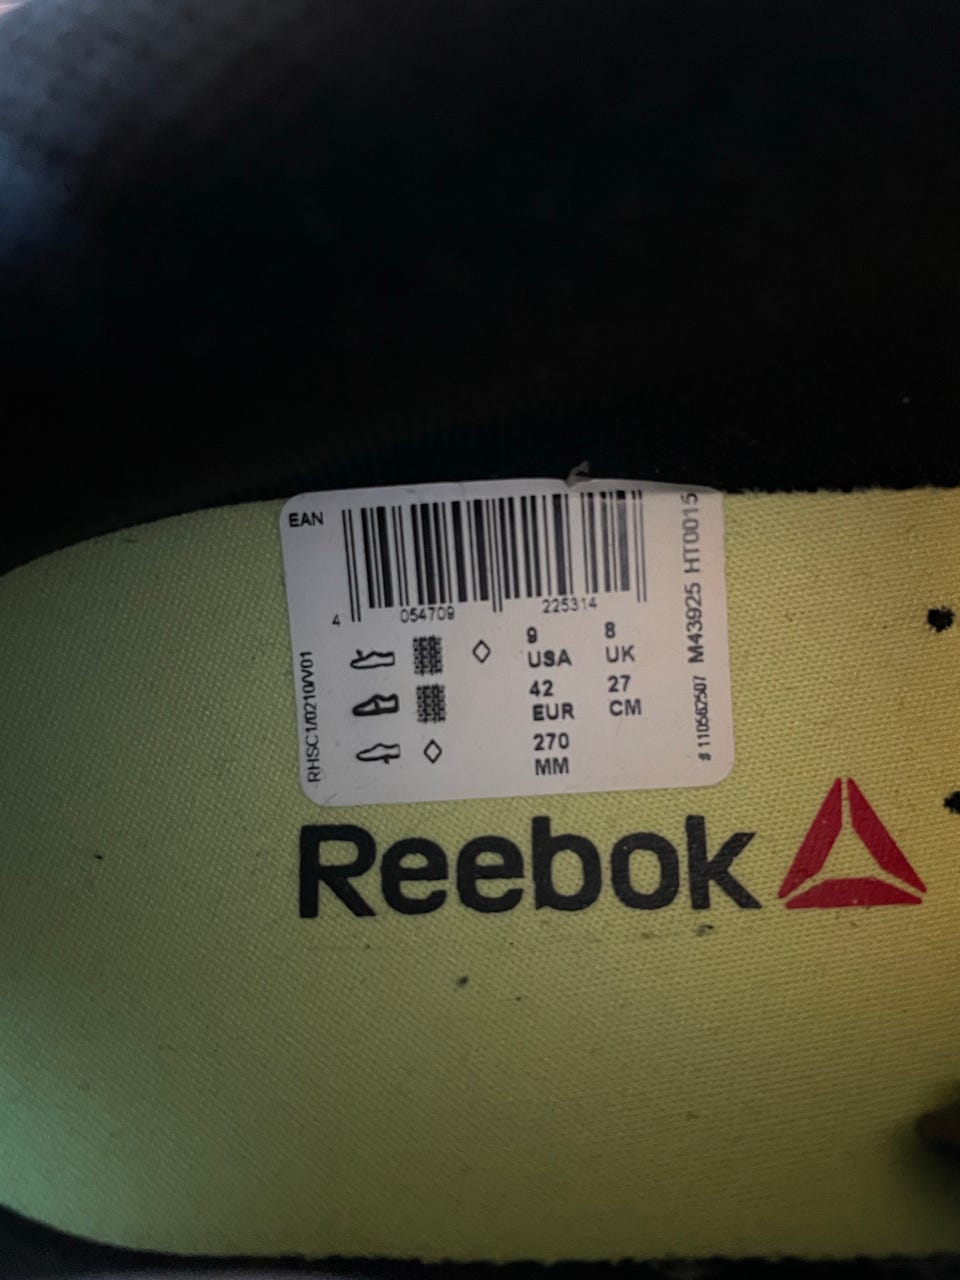 EAN
4 054709 225314
9 USA 8 UK
42 EUR 27 CM
270 MM
RHSC1/0210/V01
#110562507 M43925 HT0015
Reebok